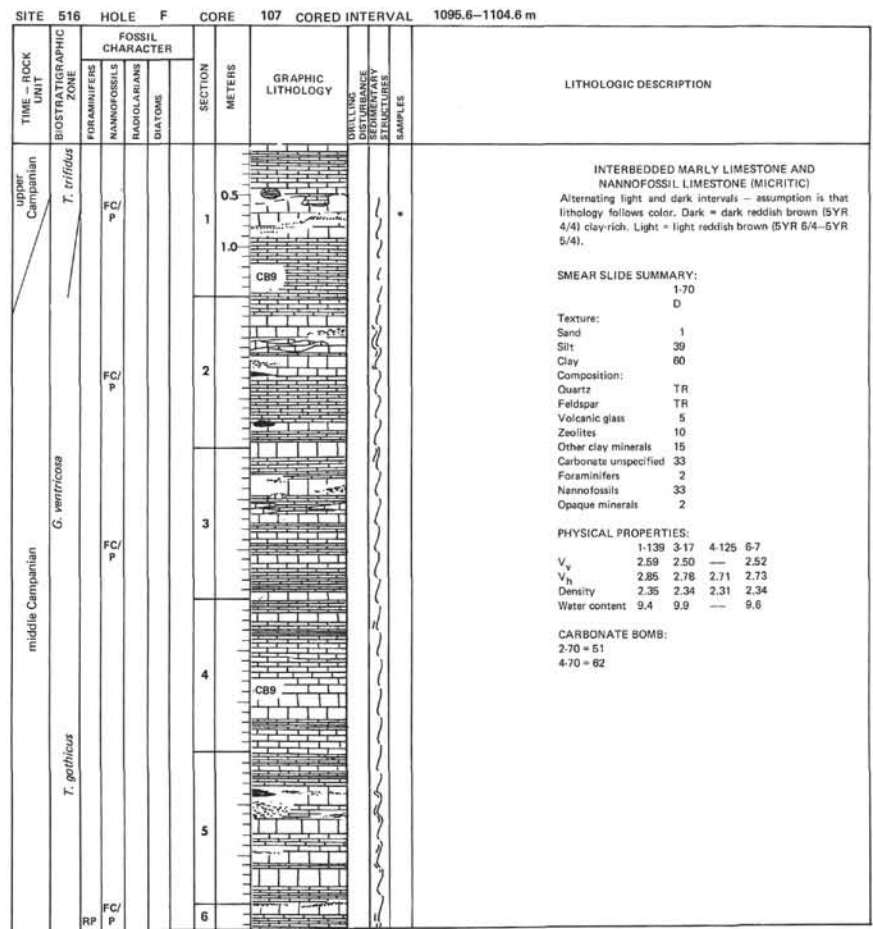 SITE 516 HOLE F CORE 107 CORED INTERVAL 1095.6–1104.6 m
TIME – ROCK UNIT
BIOSTRATIGRAPHIC ZONE
FOSSIL CHARACTER
FORAMINIFERS
NANNOFOSSILS
RADIOLARIANS
DIATOMS
SECTION
METERS
GRAPHIC LITHOLOGY
DRILLING DISTURBANCE
SEDIMENTARY STRUCTURES
SAMPLES
LITHOLOGIC DESCRIPTION
upper Campanian
T. trifidus
FC/P
1
0.5
1.0
*
CB9
FC/P
2
G. ventricosa
FC/P
3
middle Campanian
4
CB9
T. gothicus
5
RP
FC/P
6
INTERBEDDED MARLY LIMESTONE AND
NANNOFOSSIL LIMESTONE (MICRITIC)
Alternating light and dark intervals – assumption is that
lithology follows color. Dark = dark reddish brown (5YR
4/4) clay-rich. Light = light reddish brown (5YR 6/4–5YR
5/4).
SMEAR SLIDE SUMMARY:
1-70
D
Texture:
Sand 1
Silt 39
Clay 60
Composition:
Quartz TR
Feldspar TR
Volcanic glass 5
Zeolites 10
Other clay minerals 15
Carbonate unspecified 33
Foraminifers 2
Nannofossils 33
Opaque minerals 2
PHYSICAL PROPERTIES:
1-139 3-17 4-125 6-7
Vv 2.59 2.50 — 2.52
Vh 2.85 2.78 2.71 2.73
Density 2.35 2.34 2.31 2.34
Water content 9.4 9.9 — 9.6
CARBONATE BOMB:
2-70 = 51
4-70 = 62